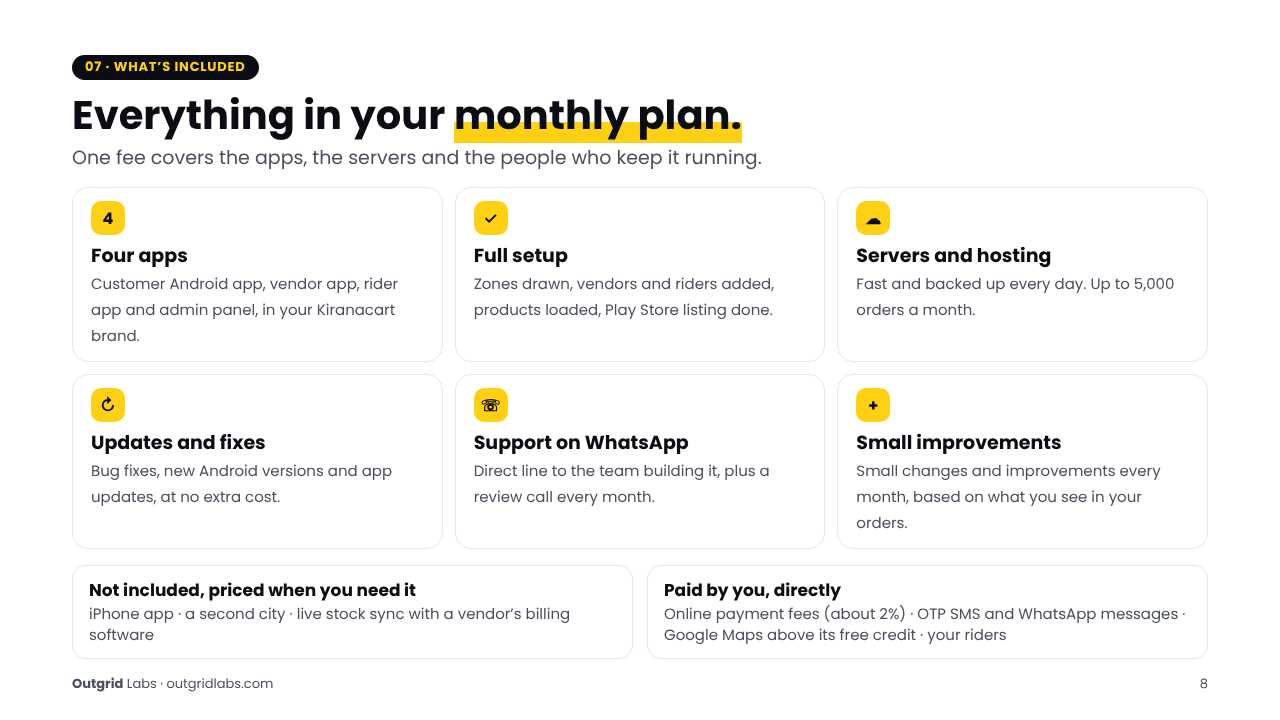 07 · WHAT’S INCLUDED
Everything in your monthly plan.
One fee covers the apps, the servers and the people who keep it running.
4
Four apps
Customer Android app, vendor app, rider
app and admin panel, in your Kiranacart
brand.
✓
Full setup
Zones drawn, vendors and riders added,
products loaded, Play Store listing done.
☁
Servers and hosting
Fast and backed up every day. Up to 5,000
orders a month.
↻
Updates and fixes
Bug fixes, new Android versions and app
updates, at no extra cost.
☏
Support on WhatsApp
Direct line to the team building it, plus a
review call every month.
+
Small improvements
Small changes and improvements every
month, based on what you see in your
orders.
Not included, priced when you need it
iPhone app · a second city · live stock sync with a vendor’s billing
software
Paid by you, directly
Online payment fees (about 2%) · OTP SMS and WhatsApp messages ·
Google Maps above its free credit · your riders
Outgrid Labs · outgridlabs.com
8